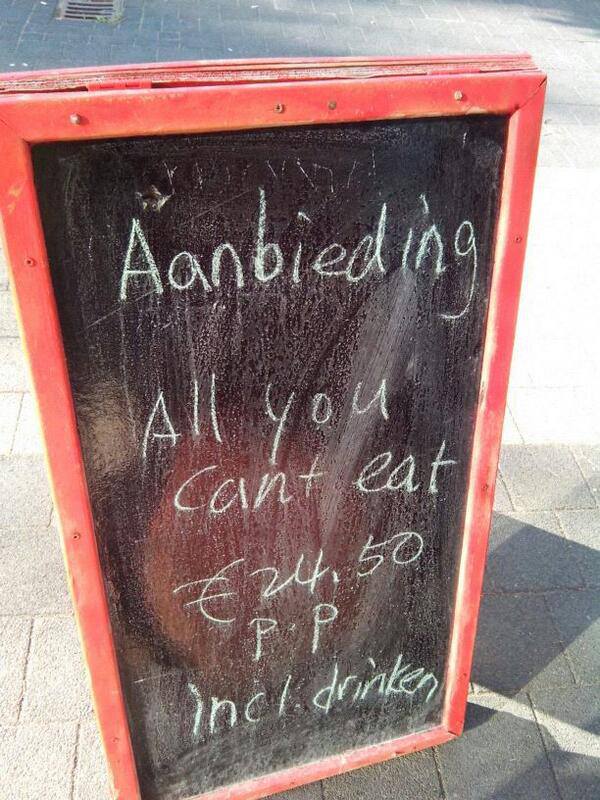 Aanbieding
All you
cant eat
€24.50
p.p
incl. drinken